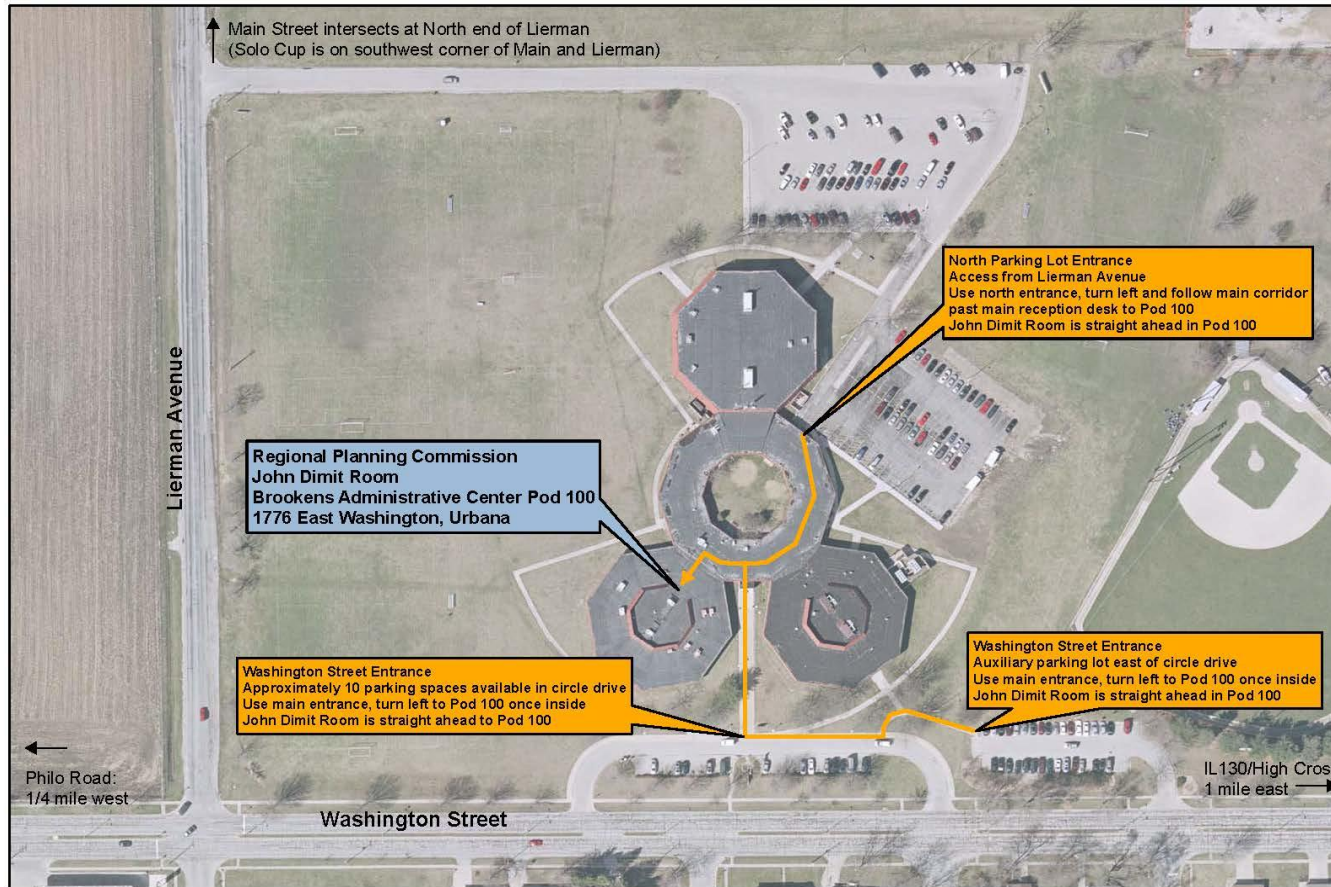 Main Street intersects at North end of Lierman
(Solo Cup is on southwest corner of Main and Lierman)
North Parking Lot Entrance
Access from Lierman Avenue
Use north entrance, turn left and follow main corridor
past main reception desk to Pod 100
John Dimit Room is straight ahead in Pod 100
Lierman Avenue
Regional Planning Commission
John Dimit Room
Brookens Administrative Center Pod 100
1776 East Washington, Urbana
Washington Street Entrance
Approximately 10 parking spaces available in circle drive
Use main entrance, turn left to Pod 100 once inside
John Dimit Room is straight ahead to Pod 100
Washington Street Entrance
Auxiliary parking lot east of circle drive
Use main entrance, turn left to Pod 100 once inside
John Dimit Room is straight ahead in Pod 100
Philo Road:
1/4 mile west
IL130/High Cros
1 mile east
Washington Street